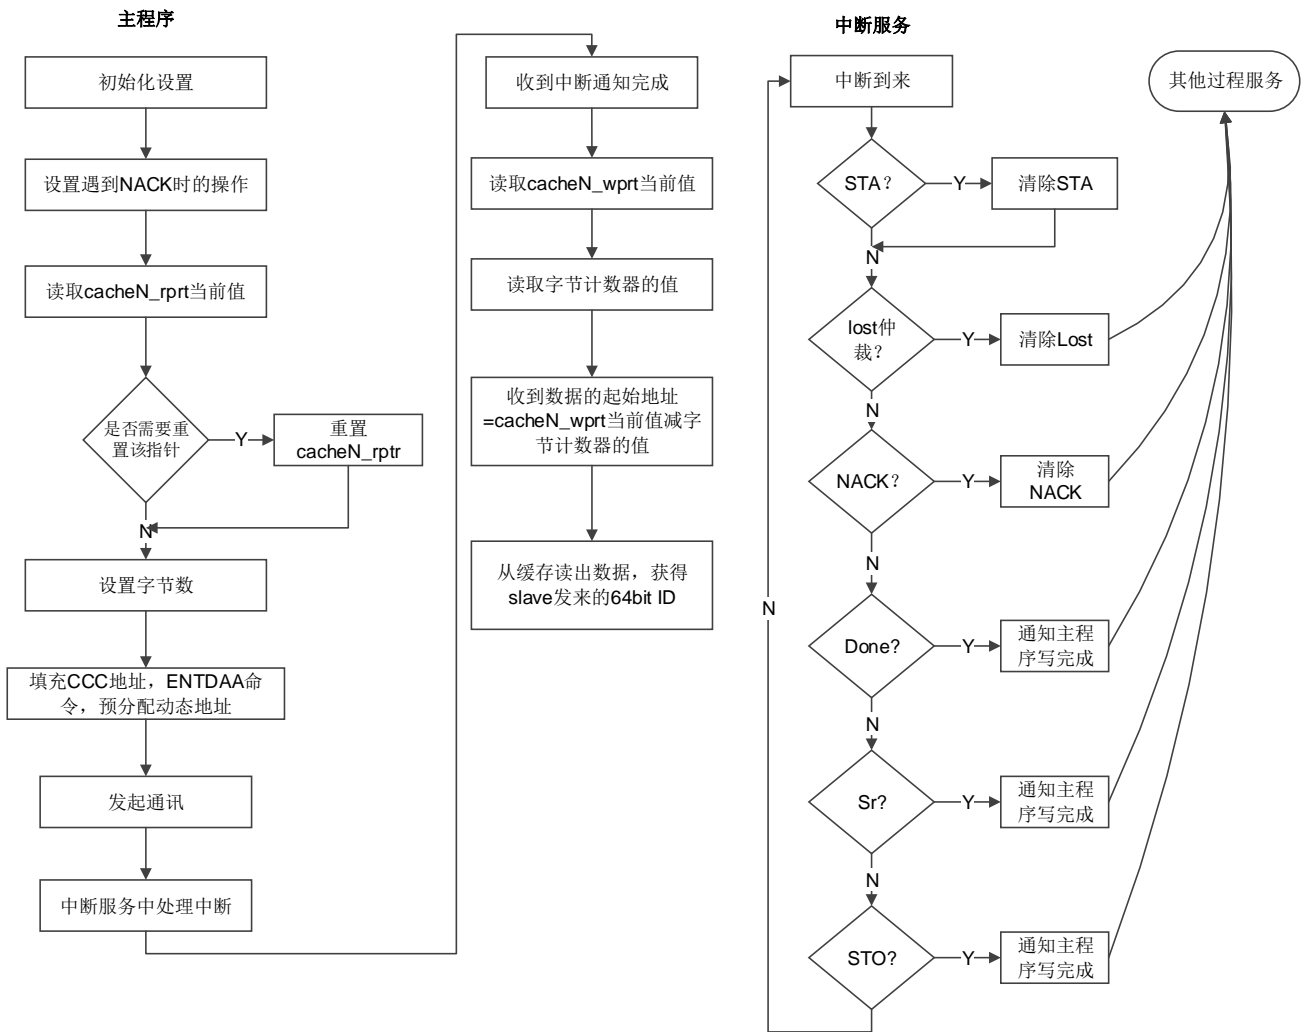 主程序
初始化设置
设置遇到NACK时的操作
读取cacheN_rprt当前值
是否需要重
置该指针
Y
重置
cacheN_rptr
N
设置字节数
填充CCC地址，ENTDAA命
令，预分配动态地址
发起通讯
中断服务中处理中断
收到中断通知完成
读取cacheN_wprt当前值
读取字节计数器的值
收到数据的起始地址
=cacheN_wprt当前值减字
节计数器的值
从缓存读出数据，获得
slave发来的64bit ID
中断服务
中断到来
其他过程服务
STA？
Y
清除STA
N
lost仲
裁？
Y
清除Lost
N
NACK？
Y
清除
NACK
N
Done?
Y
通知主程
序写完成
N
N
Sr?
Y
通知主程
序写完成
N
STO?
Y
通知主程
序写完成